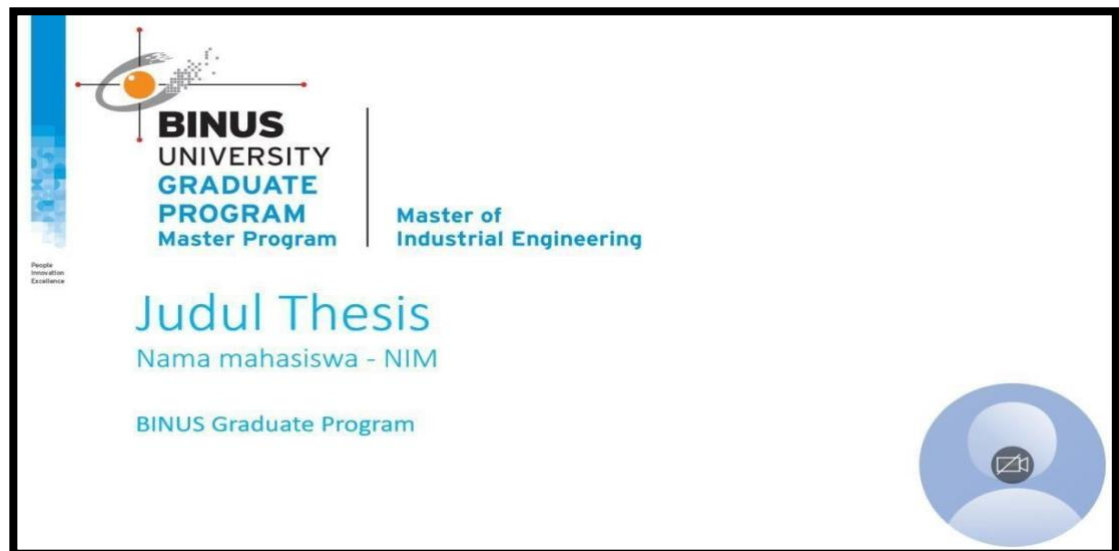 BINUS
UNIVERSITY
GRADUATE
PROGRAM
Master Program
Master of
Industrial Engineering
People
Innovation
Excellence
Judul Thesis
Nama mahasiswa - NIM
BINUS Graduate Program